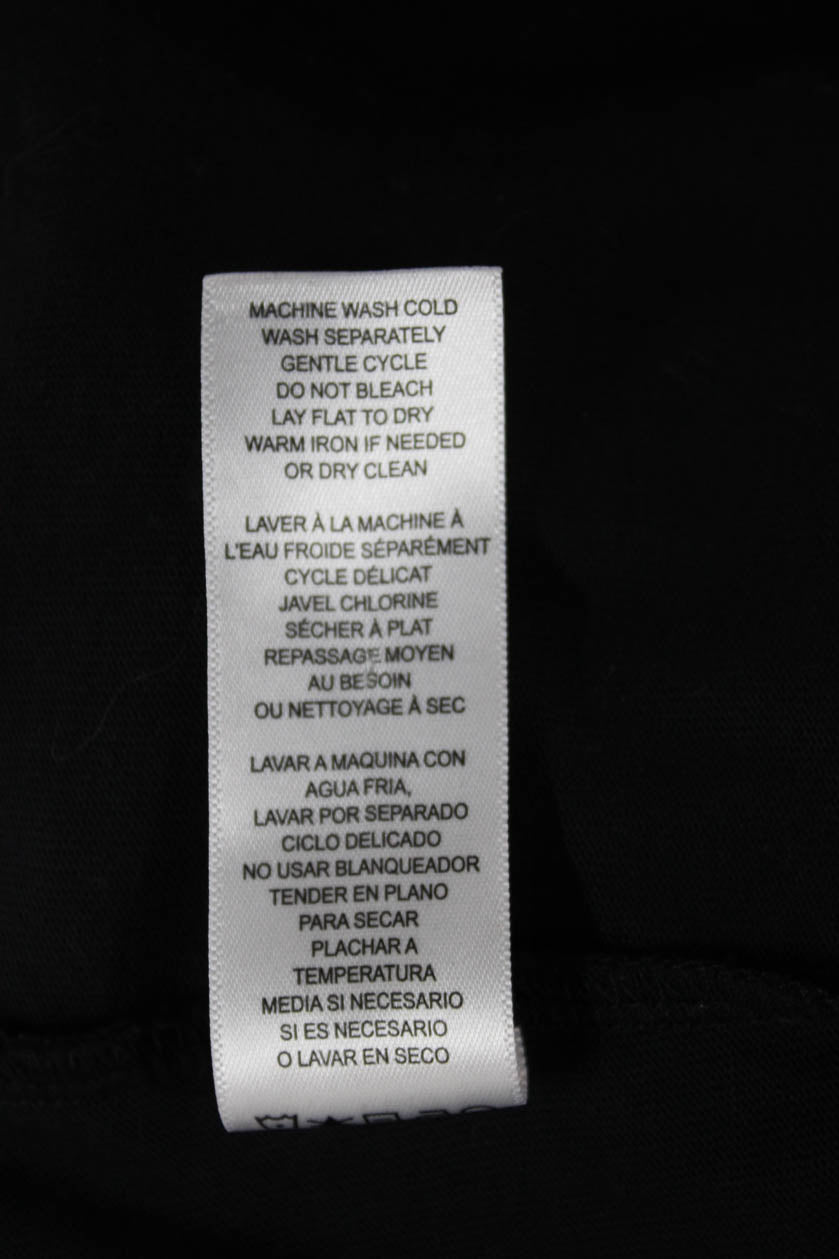 MACHINE WASH COLD
WASH SEPARATELY
GENTLE CYCLE
DO NOT BLEACH
LAY FLAT TO DRY
WARM IRON IF NEEDED
OR DRY CLEAN
LAVER À LA MACHINE À
L'EAU FROIDE SÉPARÉMENT
CYCLE DÉLICAT
JAVEL CHLORINE
SÉCHER À PLAT
REPASSAGE MOYEN
AU BESOIN
OU NETTOYAGE À SEC
LAVAR A MAQUINA CON
AGUA FRIA,
LAVAR POR SEPARADO
CICLO DELICADO
NO USAR BLANQUEADOR
TENDER EN PLANO
PARA SECAR
PLACHAR A
TEMPERATURA
MEDIA SI NECESARIO
SI ES NECESARIO
O LAVAR EN SECO